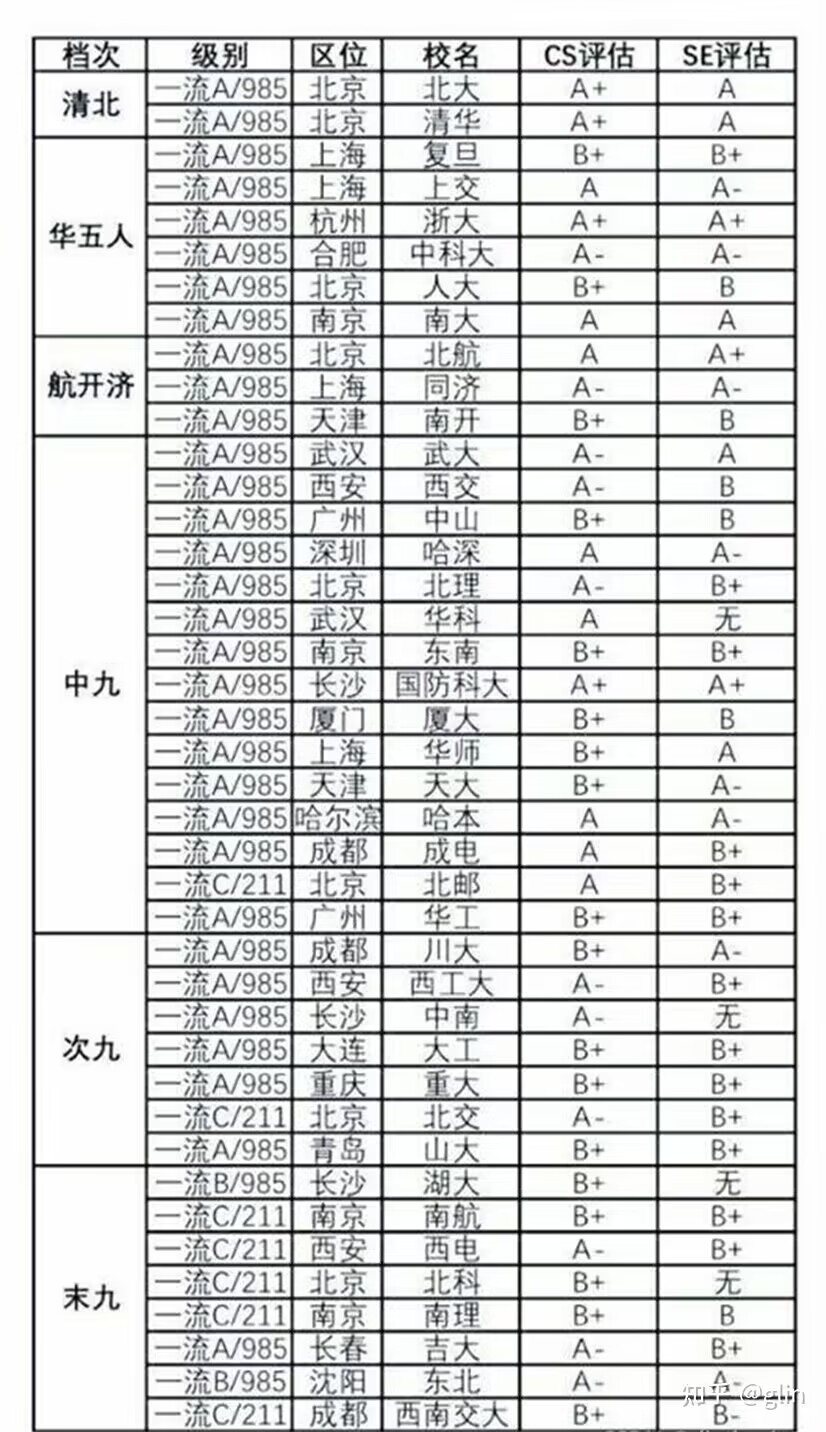 档次 级别 区位 校名 CS评估 SE评估
清北 一流A/985 北京 北大 A+ A
一流A/985 北京 清华 A+ A
华五人 一流A/985 上海 复旦 B+ B+
一流A/985 上海 上交 A A-
一流A/985 杭州 浙大 A+ A+
一流A/985 合肥 中科大 A- A-
一流A/985 北京 人大 B+ B
一流A/985 南京 南大 A A
航开济 一流A/985 北京 北航 A A+
一流A/985 上海 同济 A- A-
一流A/985 天津 南开 B+ B
中九 一流A/985 武汉 武大 A- A
一流A/985 西安 西交 A- B
一流A/985 广州 中山 B+ B
一流A/985 深圳 哈深 A A-
一流A/985 北京 北理 A- B+
一流A/985 武汉 华科 A 无
一流A/985 南京 东南 B+ B+
一流A/985 长沙 国防科大 A+ A+
一流A/985 厦门 厦大 B+ B
一流A/985 上海 华师 B+ A
一流A/985 天津 天大 B+ A-
一流A/985 哈尔滨 哈本 A A-
一流A/985 成都 成电 A B+
一流C/211 北京 北邮 A B+
一流A/985 广州 华工 B+ B+
次九 一流A/985 成都 川大 B+ A-
一流A/985 西安 西工大 A- B+
一流A/985 长沙 中南 A- 无
一流A/985 大连 大工 B+ B+
一流A/985 重庆 重大 B+ B+
一流C/211 北京 北交 A- B+
一流A/985 青岛 山大 B+ B+
末九 一流B/985 长沙 湖大 B+ 无
一流C/211 南京 南航 B+ B+
一流C/211 西安 西电 A- B+
一流C/211 北京 北科 B+ 无
一流C/211 南京 南理 B+ B
一流A/985 长春 吉大 A- B+
一流B/985 沈阳 东北 A- A-
知乎 @glin
一流C/211 成都 西南交大 B+ B-